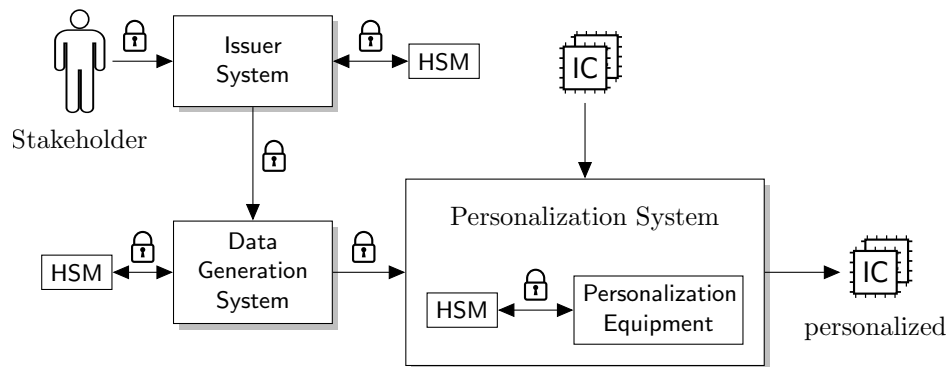 Issuer
System
HSM
IC
Stakeholder
Personalization System
Data
Generation
System
HSM
HSM
Personalization
Equipment
IC
personalized